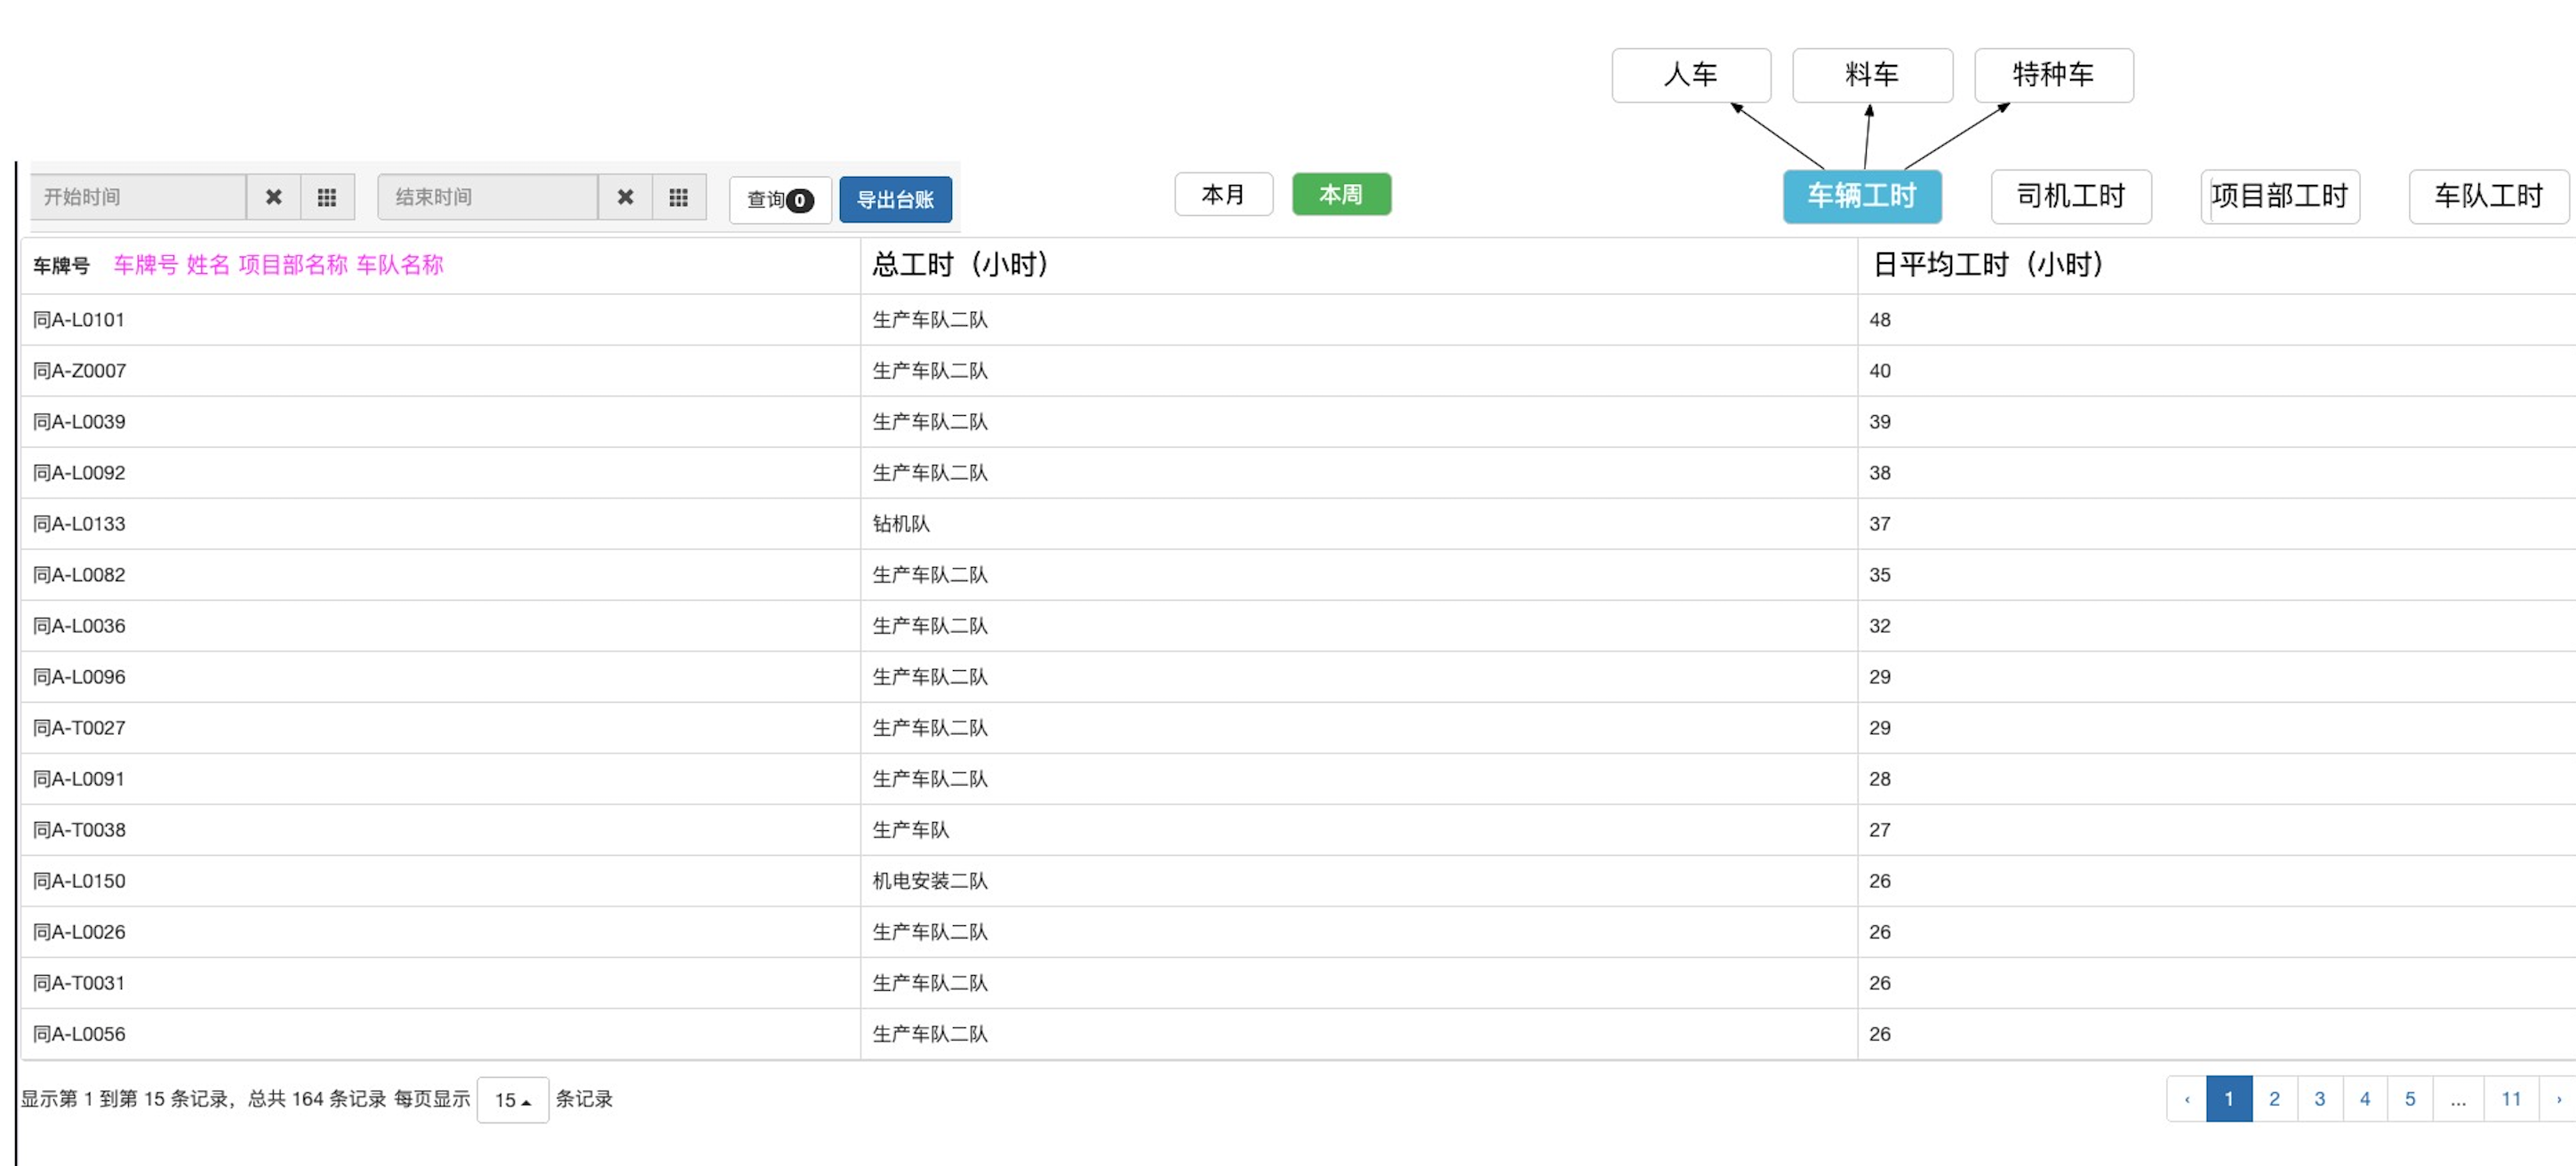 人车 料车 特种车
开始时间 结束时间 查询0 导出台账 本月 本周 车辆工时 司机工时 项目部工时 车队工时
车牌号 车牌号 姓名 项目部名称 车队名称 总工时（小时） 日平均工时（小时）
同A-L0101 生产车队二队 48
同A-Z0007 生产车队二队 40
同A-L0039 生产车队二队 39
同A-L0092 生产车队二队 38
同A-L0133 钻机队 37
同A-L0082 生产车队二队 35
同A-L0036 生产车队二队 32
同A-L0096 生产车队二队 29
同A-T0027 生产车队二队 29
同A-L0091 生产车队二队 28
同A-T0038 生产车队 27
同A-L0150 机电安装二队 26
同A-L0026 生产车队二队 26
同A-T0031 生产车队二队 26
同A-L0056 生产车队二队 26
显示第 1 到第 15 条记录，总共 164 条记录 每页显示 15 条记录 ‹ 1 2 3 4 5 ... 11 ›